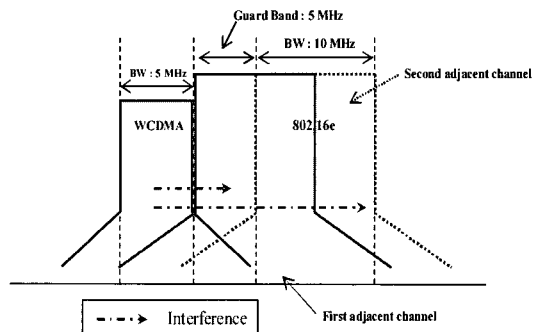 Guard Band : 5 MHz
BW : 5 MHz
BW : 10 MHz
Second adjacent channel
WCDMA
802.16e
First adjacent channel
Interference